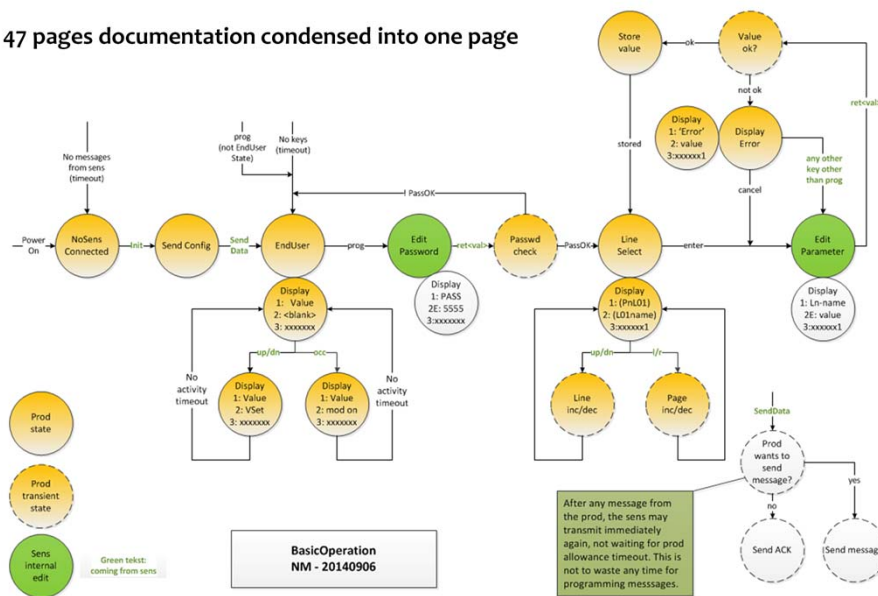 47 pages documentation condensed into one page
Store
value
ok
Value
ok?
not ok
ret<val>
Display
1: 'Error'
2: value
3:xxxxxx1
Display
Error
any other
key other
than prog
stored
cancel
No messages
from sens
(timeout)
prog
(not EndUser
State)
No keys
(timeout)
! PassOK
Power
On
NoSens
Connected
Init
Send Config
Send
Data
EndUser
prog
Edit
Password
ret<val>
Passwd
check
PassOK
Line
Select
enter
Edit
Parameter
Display
1: Value
2: <blank>
3: xxxxxxx
Display
1: PASS
2E: 5555
3:xxxxxxx
Display
1: (PnL01)
2: (L01name)
3:xxxxxx1
Display
1: Ln-name
2E: value
3:xxxxxx1
up/dn
occ
No
activity
timeout
Display
1: Value
2: VSet
3: xxxxxxx
Display
1: Value
2: mod on
3: xxxxxxx
No
activity
timeout
up/dn
l/r
Line
inc/dec
Page
inc/dec
SendData
Prod
wants to
send
message?
yes
no
Send ACK
Send message
Prod
state
Prod
transient
state
Sens
internal
edit
Green tekst:
coming from sens
BasicOperation
NM - 20140906
After any message from
the prod, the sens may
transmit immediately
again, not waiting for prod
allowance timeout. This is
not to waste any time for
programming messsages.